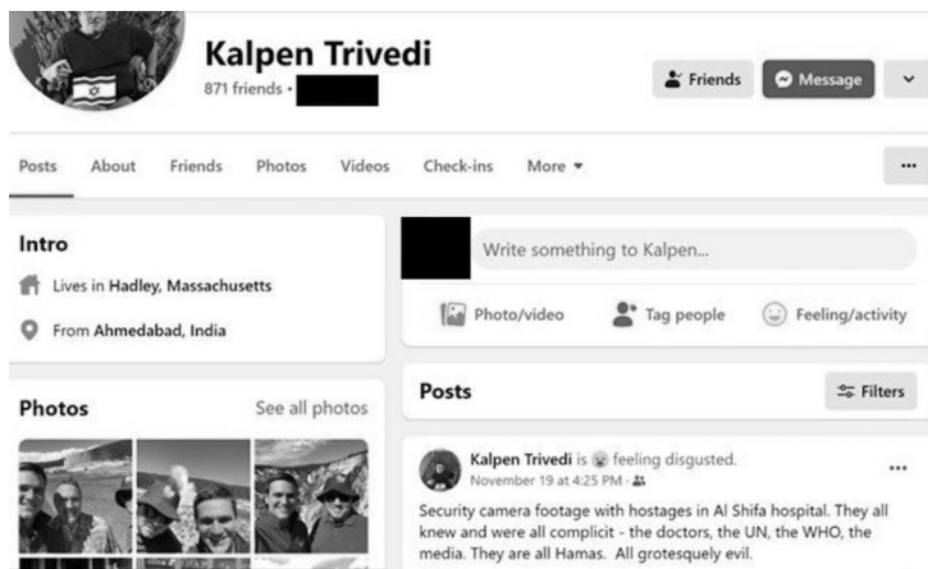 Kalpen Trivedi
871 friends •
Friends
Message
Posts About Friends Photos Videos Check-ins More
Intro
Lives in Hadley, Massachusetts
From Ahmedabad, India
Photos
See all photos
Write something to Kalpen...
Photo/video
Tag people
Feeling/activity
Posts
Filters
Kalpen Trivedi is feeling disgusted.
November 19 at 4:25 PM ·
Security camera footage with hostages in Al Shifa hospital. They all
knew and were all complicit - the doctors, the UN, the WHO, the
media. They are all Hamas. All grotesquely evil.